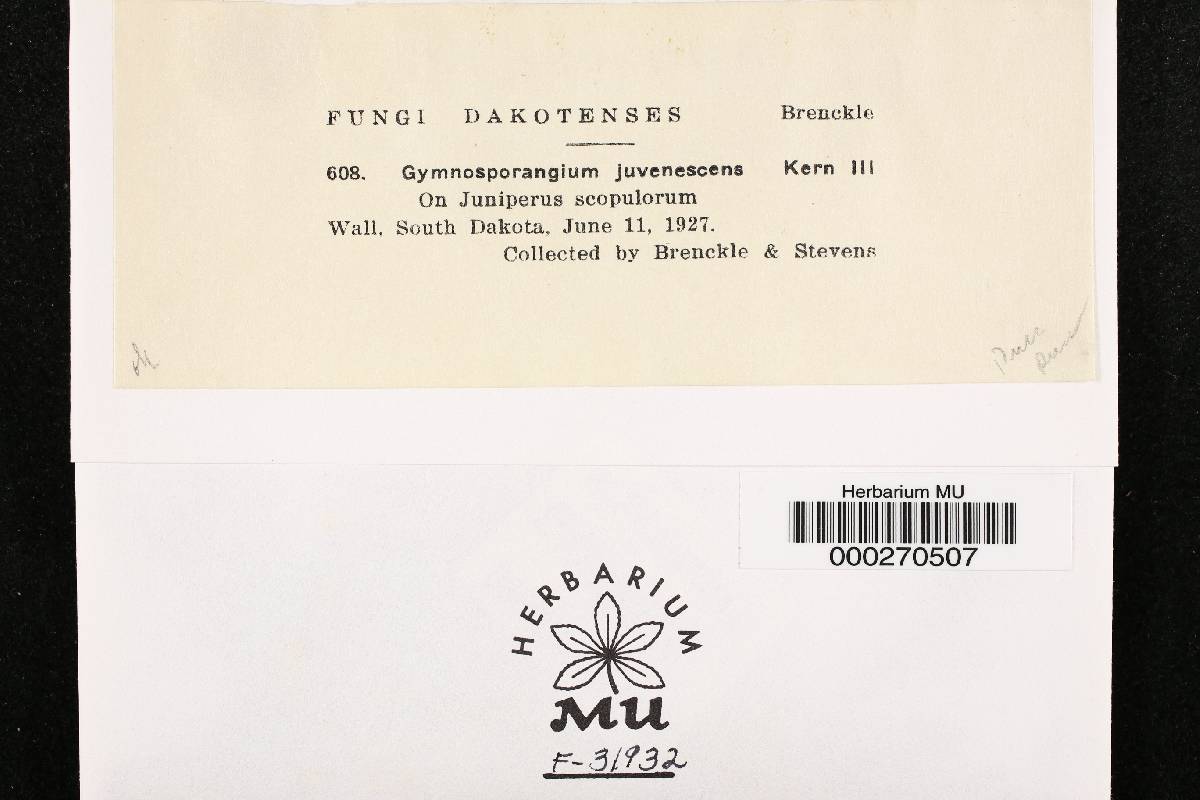 FUNGI DAKOTENSES Brenckle
608. Gymnosporangium juvenescens Kern III
On Juniperus scopulorum
Wall, South Dakota, June 11, 1927.
Collected by Brenckle & Stevens
Herbarium MU
000270507
HERBARIUM
MU
F-31932